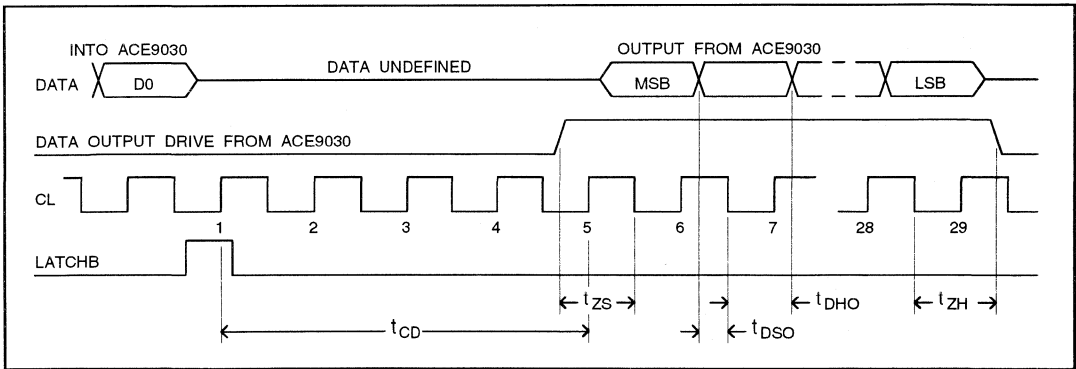 INTO ACE9030
OUTPUT FROM ACE9030
DATA
D0
DATA UNDEFINED
MSB
LSB
DATA OUTPUT DRIVE FROM ACE9030
CL
1 2 3 4 5 6 7 28 29
LATCHB
tZS
tDHO
tZH
tCD
tDSO